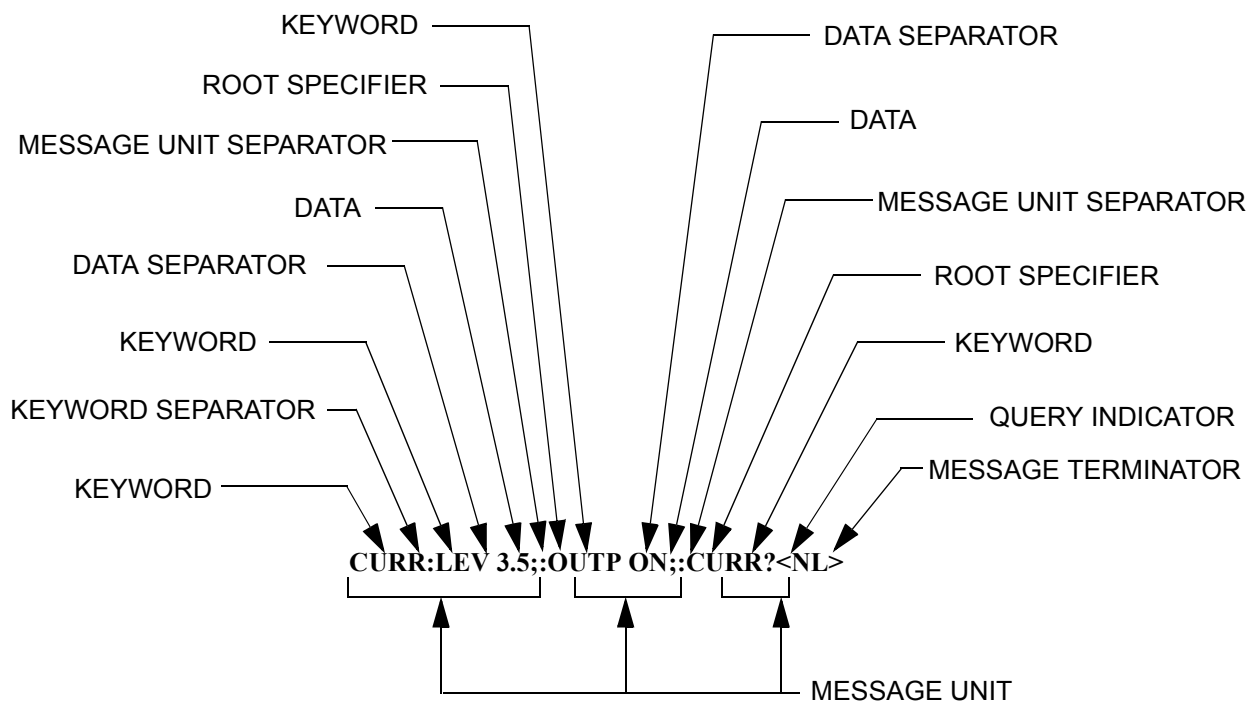 KEYWORD
DATA SEPARATOR
ROOT SPECIFIER
DATA
MESSAGE UNIT SEPARATOR
MESSAGE UNIT SEPARATOR
DATA
DATA SEPARATOR
ROOT SPECIFIER
KEYWORD
KEYWORD
KEYWORD SEPARATOR
QUERY INDICATOR
KEYWORD
MESSAGE TERMINATOR
CURR:LEV 3.5;:OUTP ON;:CURR?<NL>
MESSAGE UNIT